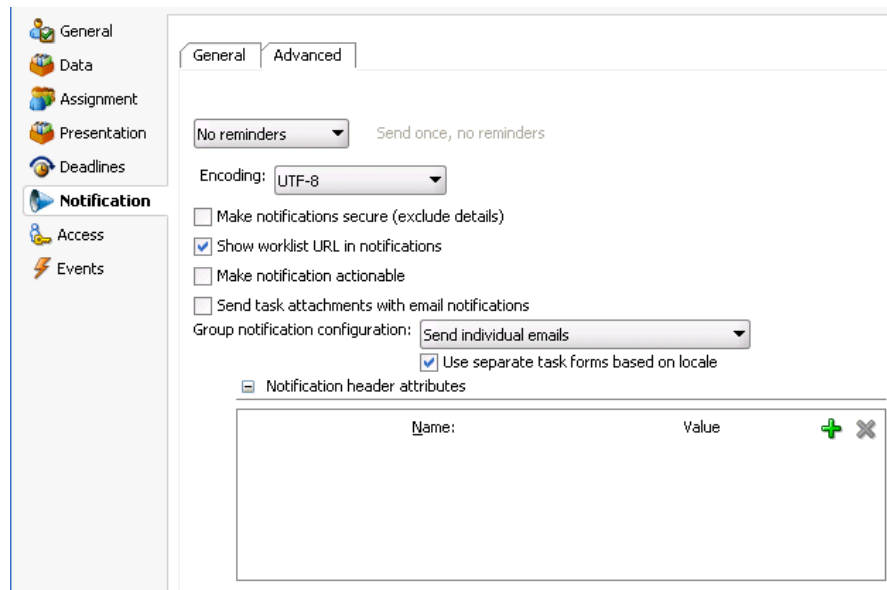 General
Data
Assignment
Presentation
Deadlines
Notification
Access
Events
General Advanced
No reminders Send once, no reminders
Encoding: UTF-8
Make notifications secure (exclude details)
Show worklist URL in notifications
Make notification actionable
Send task attachments with email notifications
Group notification configuration: Send individual emails
Use separate task forms based on locale
Notification header attributes
Name: Value